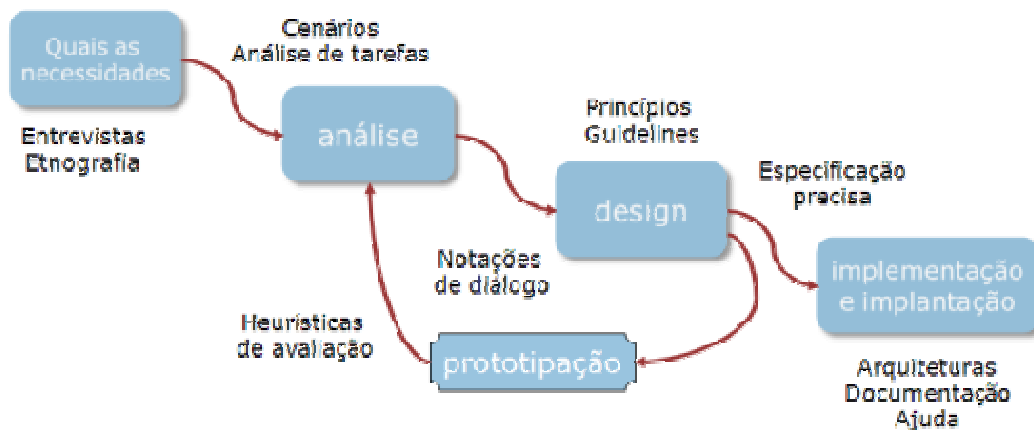 Quais as
necessidades
Entrevistas
Etnografia
Cenários
Análise de tarefas
análise
Princípios
Guidelines
design
Especificação
precisa
Notações
de diálogo
Heurísticas
de avaliação
prototipação
implementação
e implantação
Arquiteturas
Documentação
Ajuda